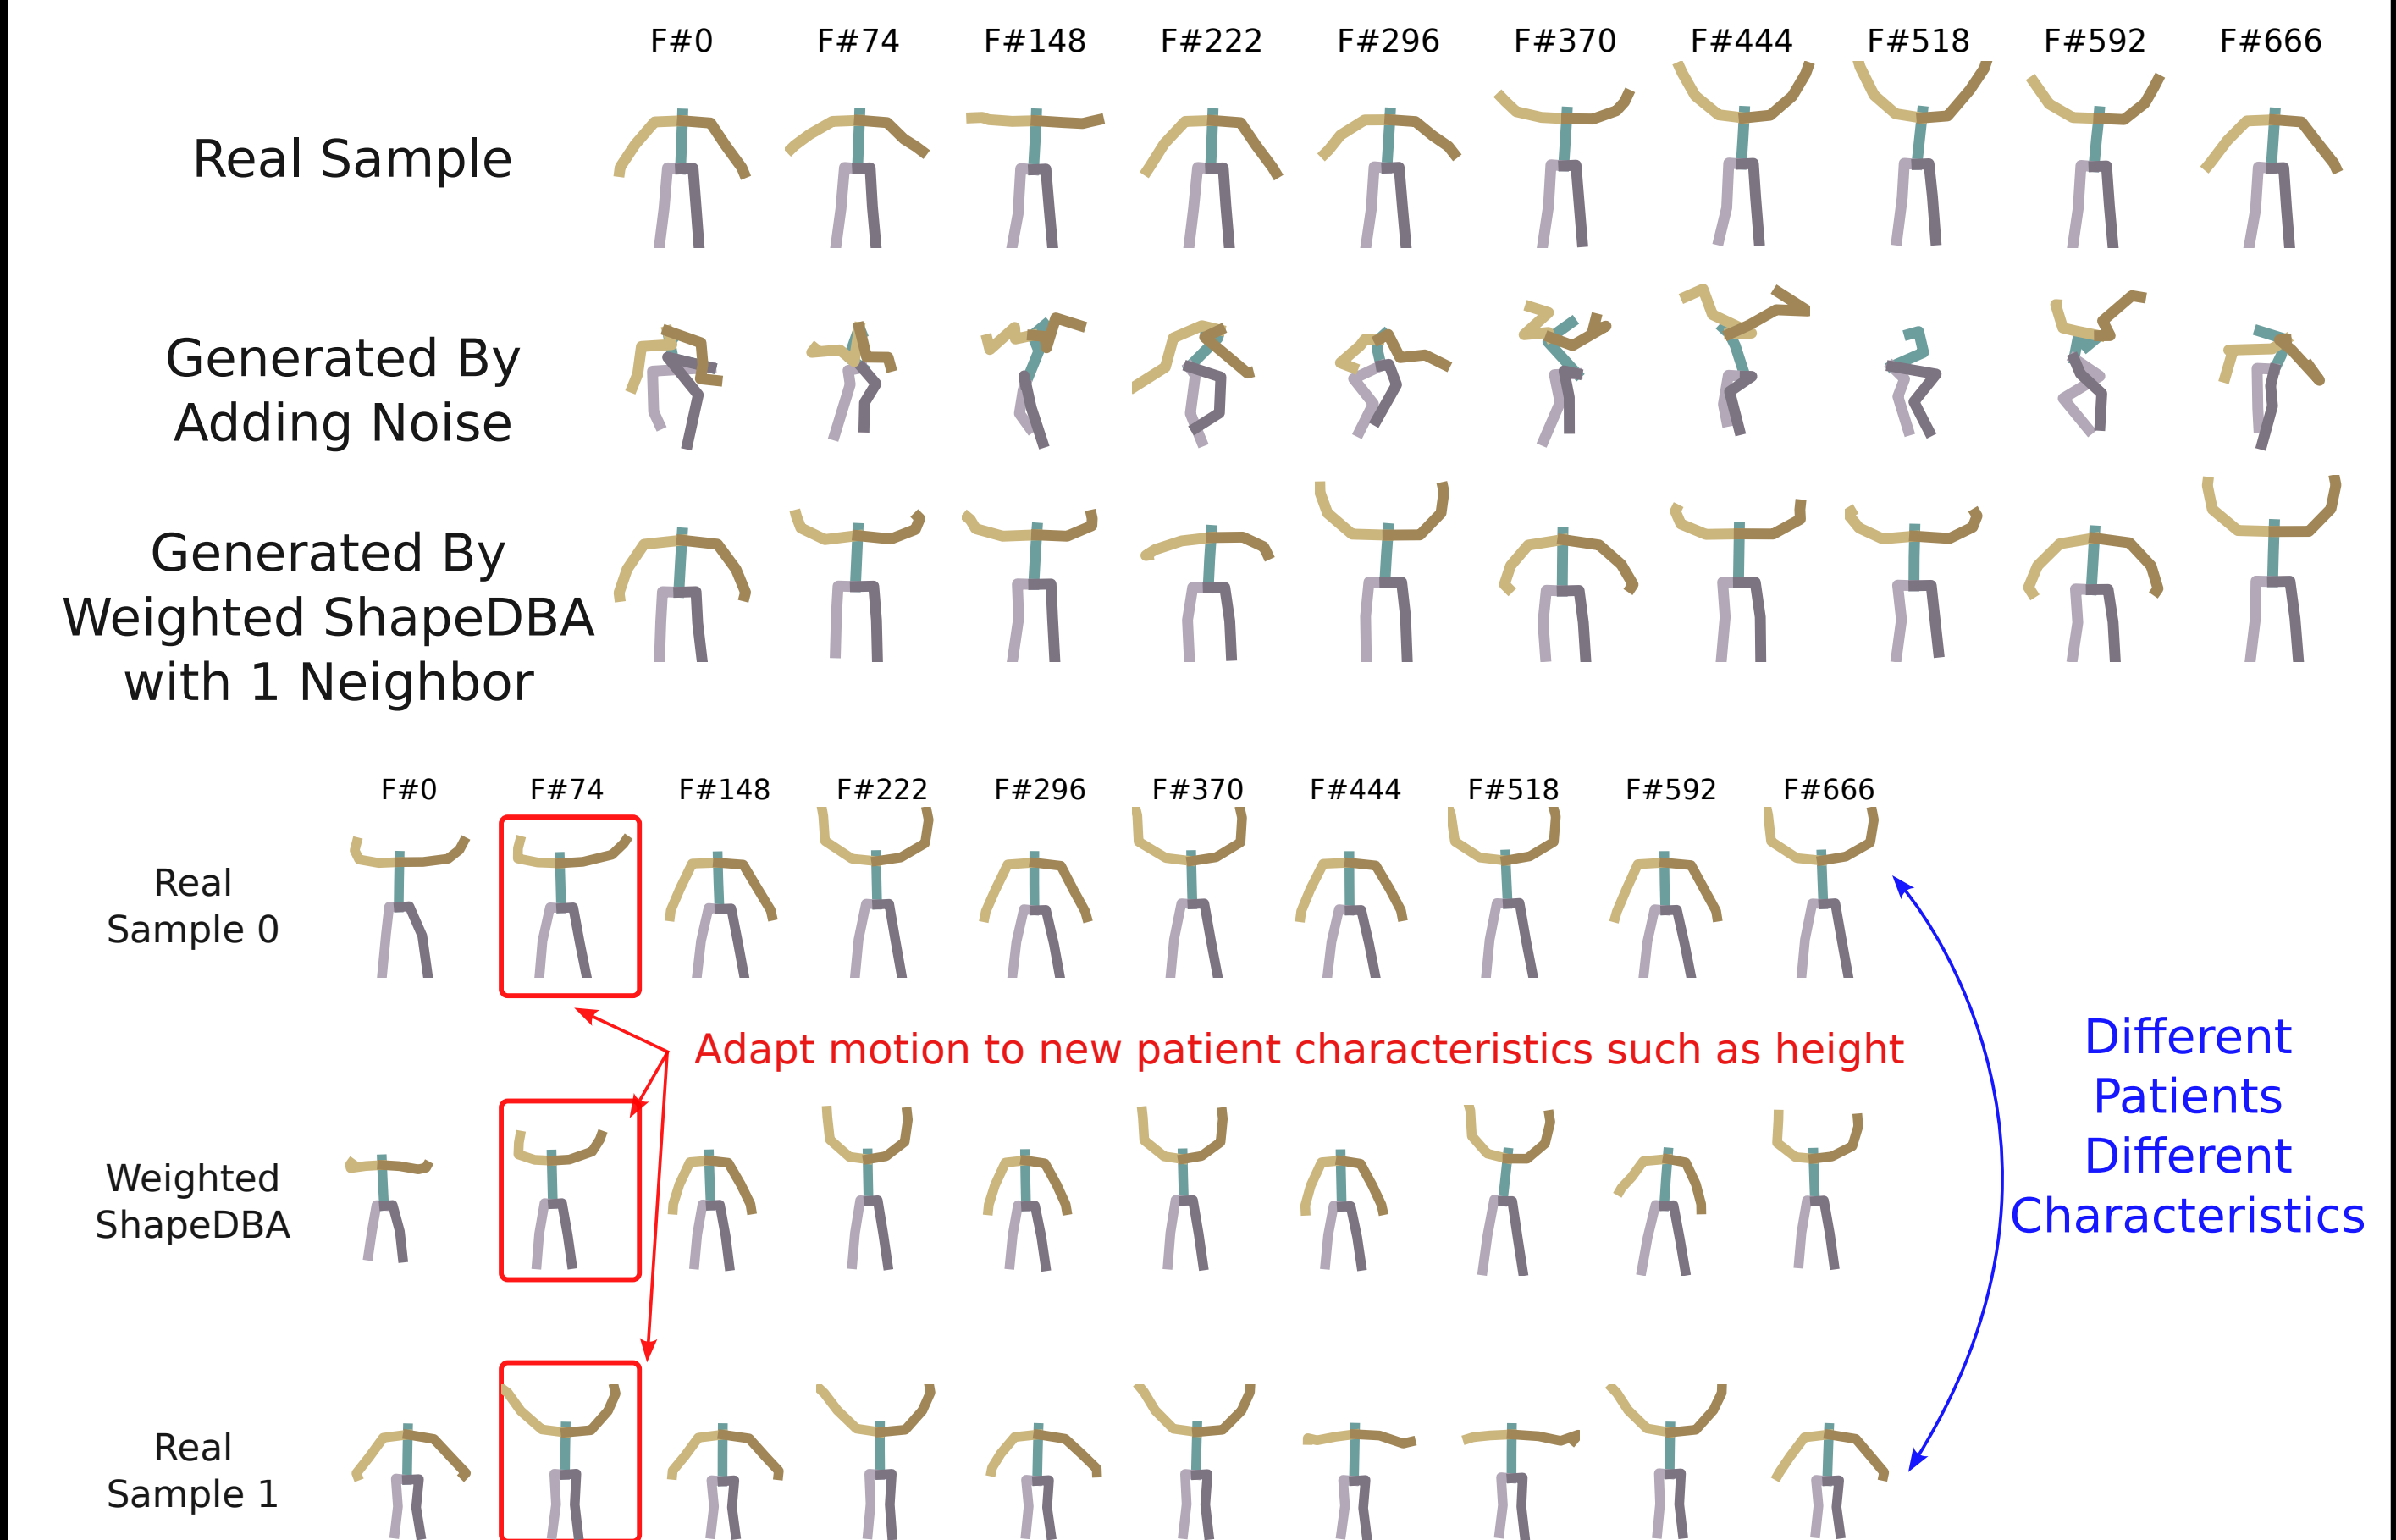 F#0 F#74 F#148 F#222 F#296 F#370 F#444 F#518 F#592 F#666
Real Sample
Generated By
Adding Noise
Generated By
Weighted ShapeDBA
with 1 Neighbor
F#0 F#74 F#148 F#222 F#296 F#370 F#444 F#518 F#592 F#666
Real
Sample 0
Adapt motion to new patient characteristics such as height
Different
Patients
Different
Characteristics
Weighted
ShapeDBA
Real
Sample 1